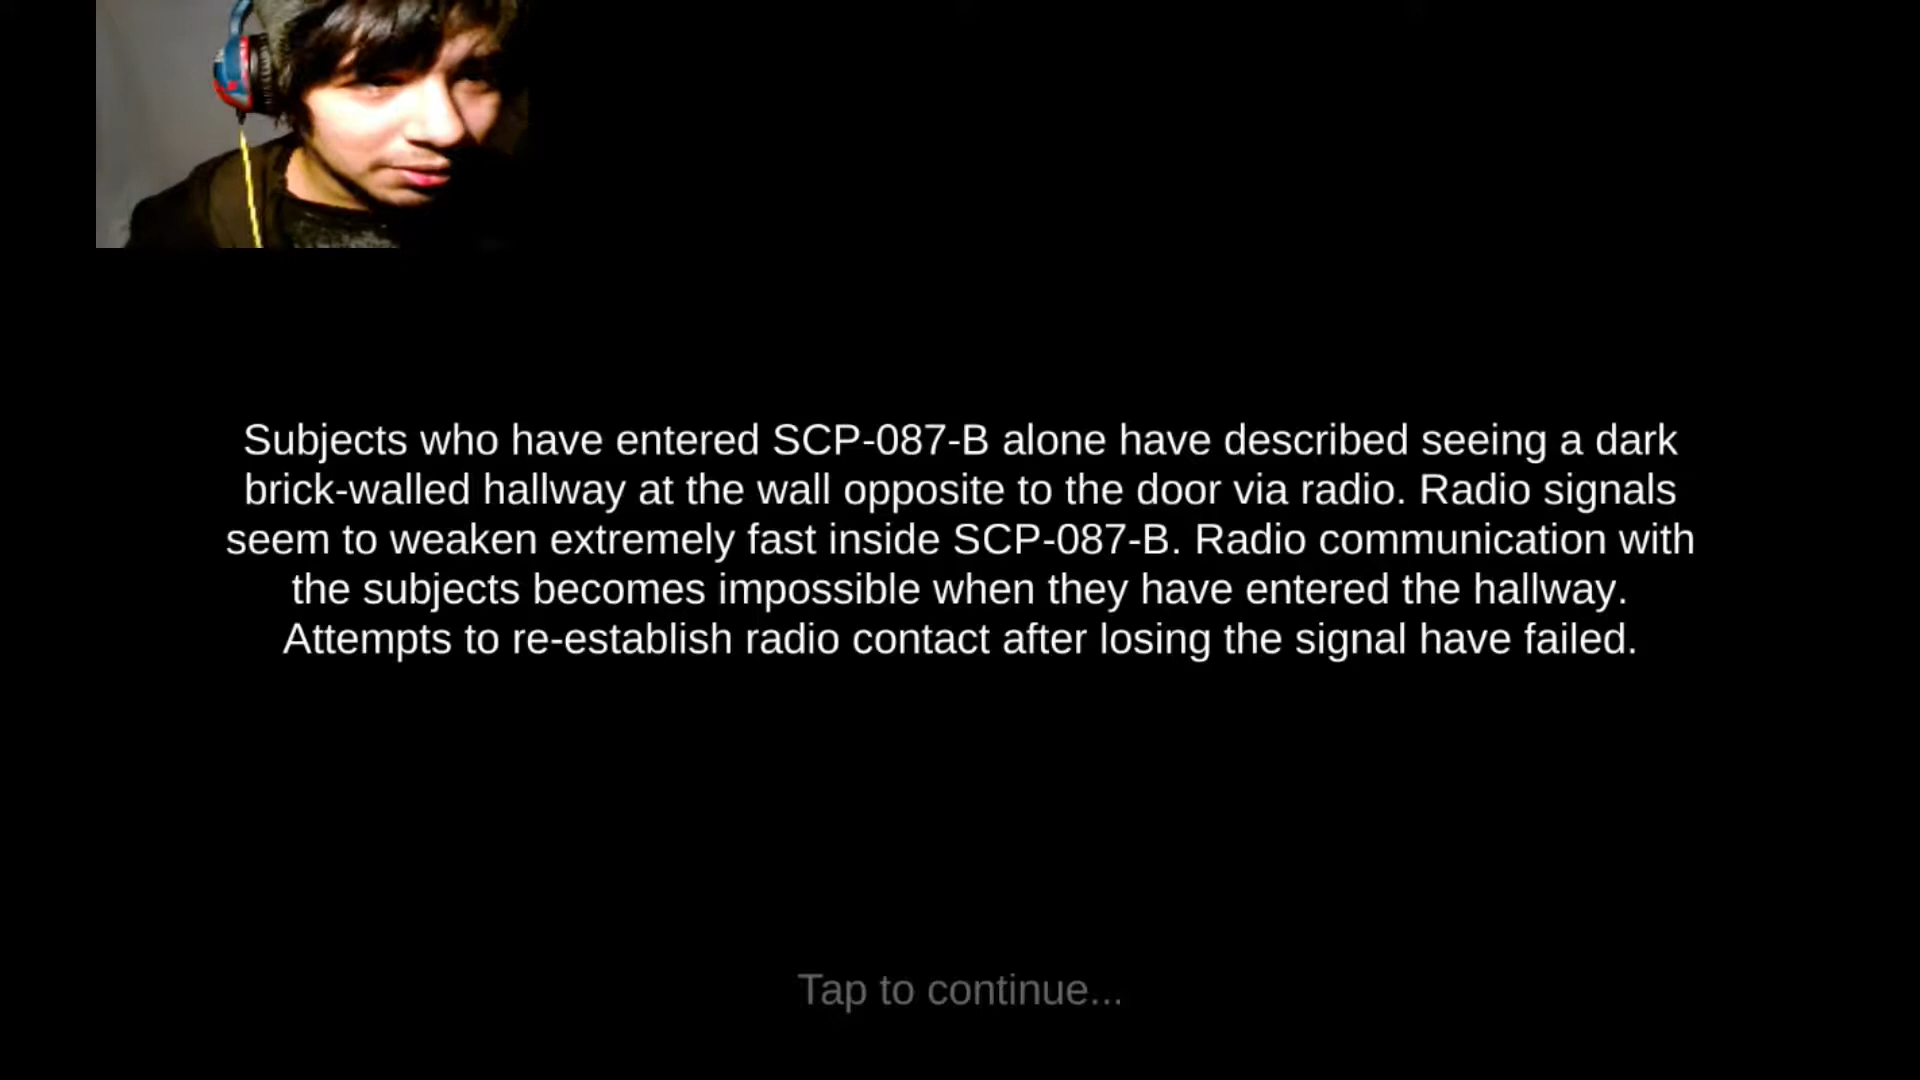 Subjects who have entered SCP-087-B alone have described seeing a dark
brick-walled hallway at the wall opposite to the door via radio. Radio signals
seem to weaken extremely fast inside SCP-087-B. Radio communication with
the subjects becomes impossible when they have entered the hallway.
Attempts to re-establish radio contact after losing the signal have failed.
Tap to continue...